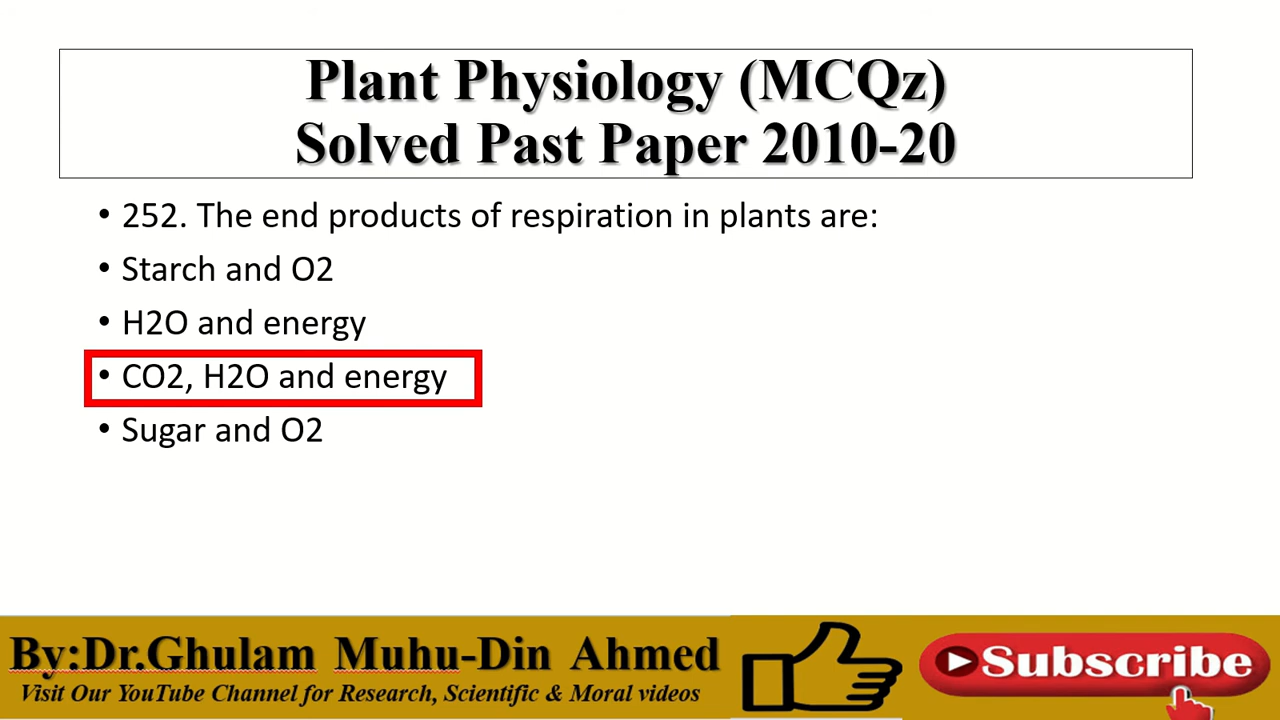 Plant Physiology (MCQz)
Solved Past Paper 2010-20
• 252. The end products of respiration in plants are:
• Starch and O2
• H2O and energy
• CO2, H2O and energy
• Sugar and O2
By:Dr.Ghulam Muhu-Din Ahmed
Visit Our YouTube Channel for Research, Scientific & Moral videos
Subscribe